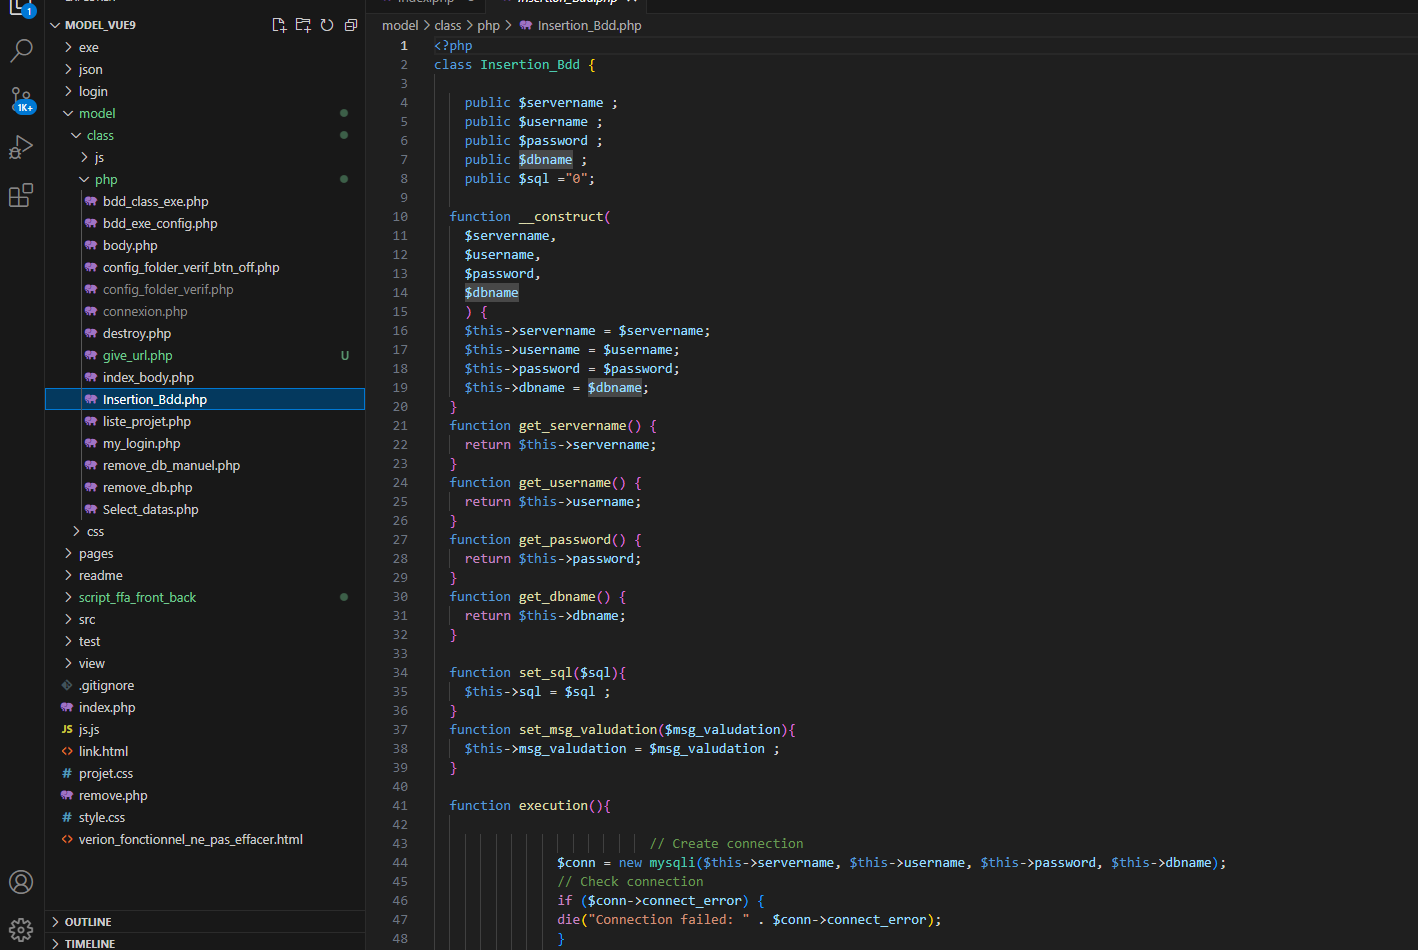 1
MODEL_VUE9
exe
json
login
1K+
model
class
js
php
bdd_class_exe.php
bdd_exe_config.php
body.php
config_folder_verif_btn_off.php
config_folder_verif.php
connexion.php
destroy.php
give_url.php U
index_body.php
Insertion_Bdd.php
liste_projet.php
my_login.php
remove_db_manuel.php
remove_db.php
Select_datas.php
css
pages
readme
script_ffa_front_back
src
test
view
.gitignore
index.php
JS js.js
<> link.html
# projet.css
remove.php
# style.css
<> verion_fonctionnel_ne_pas_effacer.html
OUTLINE
TIMELINE
model > class > php > Insertion_Bdd.php
1 <?php
2 class Insertion_Bdd {
3
4 public $servername ;
5 public $username ;
6 public $password ;
7 public $dbname ;
8 public $sql ="0";
9
10 function __construct(
11 $servername,
12 $username,
13 $password,
14 $dbname
15 ) {
16 $this->servername = $servername;
17 $this->username = $username;
18 $this->password = $password;
19 $this->dbname = $dbname;
20 }
21 function get_servername() {
22 return $this->servername;
23 }
24 function get_username() {
25 return $this->username;
26 }
27 function get_password() {
28 return $this->password;
29 }
30 function get_dbname() {
31 return $this->dbname;
32 }
33
34 function set_sql($sql){
35 $this->sql = $sql ;
36 }
37 function set_msg_valudation($msg_valudation){
38 $this->msg_valudation = $msg_valudation ;
39 }
40
41 function execution(){
42
43 // Create connection
44 $conn = new mysqli($this->servername, $this->username, $this->password, $this->dbname);
45 // Check connection
46 if ($conn->connect_error) {
47 die("Connection failed: " . $conn->connect_error);
48 }